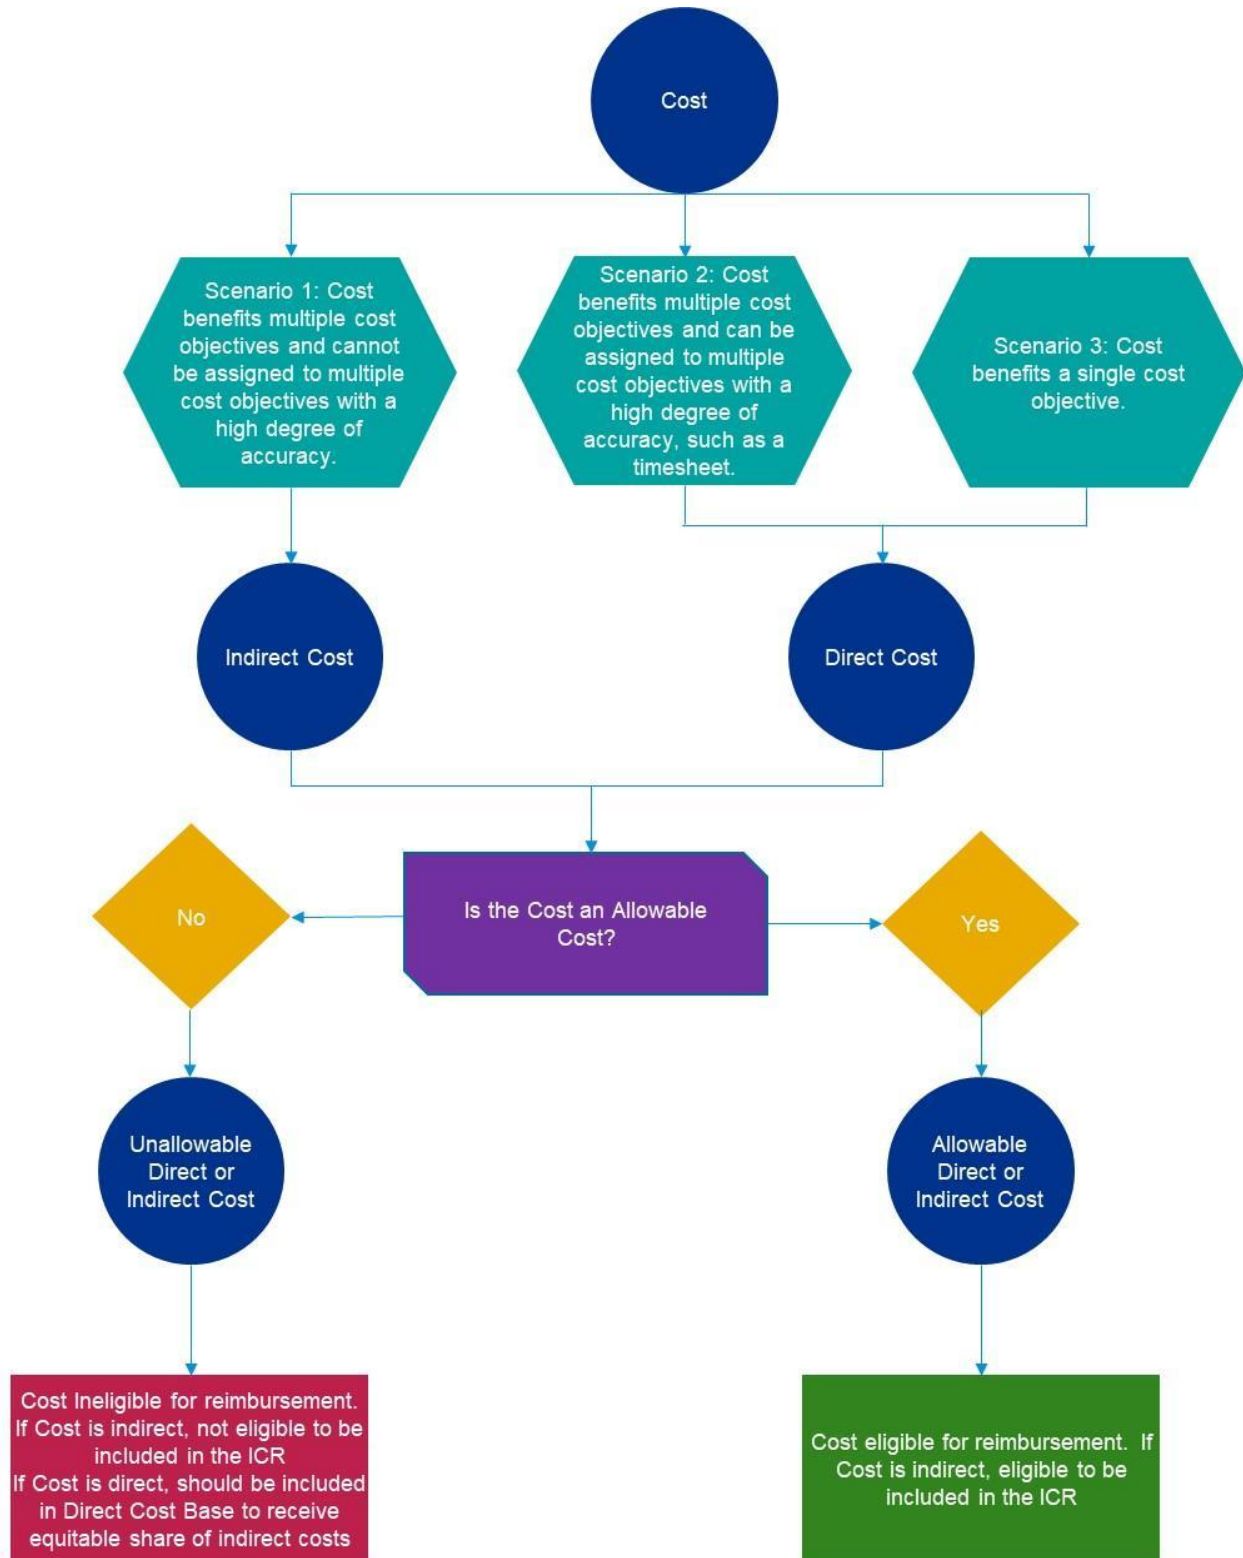 Cost
Scenario 1: Cost
benefits multiple cost
objectives and cannot
be assigned to multiple
cost objectives with a
high degree of
accuracy.
Scenario 2: Cost
benefits multiple cost
objectives and can be
assigned to multiple
cost objectives with a
high degree of
accuracy, such as a
timesheet.
Scenario 3: Cost
benefits a single cost
objective.
Indirect Cost
Direct Cost
No
Is the Cost an Allowable
Cost?
Yes
Unallowable
Direct or
Indirect Cost
Allowable
Direct or
Indirect Cost
Cost Ineligible for reimbursement.
If Cost is indirect, not eligible to be
included in the ICR
If Cost is direct, should be included
in Direct Cost Base to receive
equitable share of indirect costs
Cost eligible for reimbursement.  If
Cost is indirect, eligible to be
included in the ICR